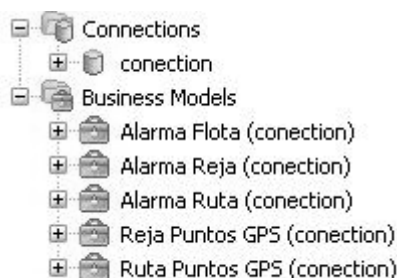 Connections
conection
Business Models
Alarma Flota (conection)
Alarma Reja (conection)
Alarma Ruta (conection)
Reja Puntos GPS (conection)
Ruta Puntos GPS (conection)